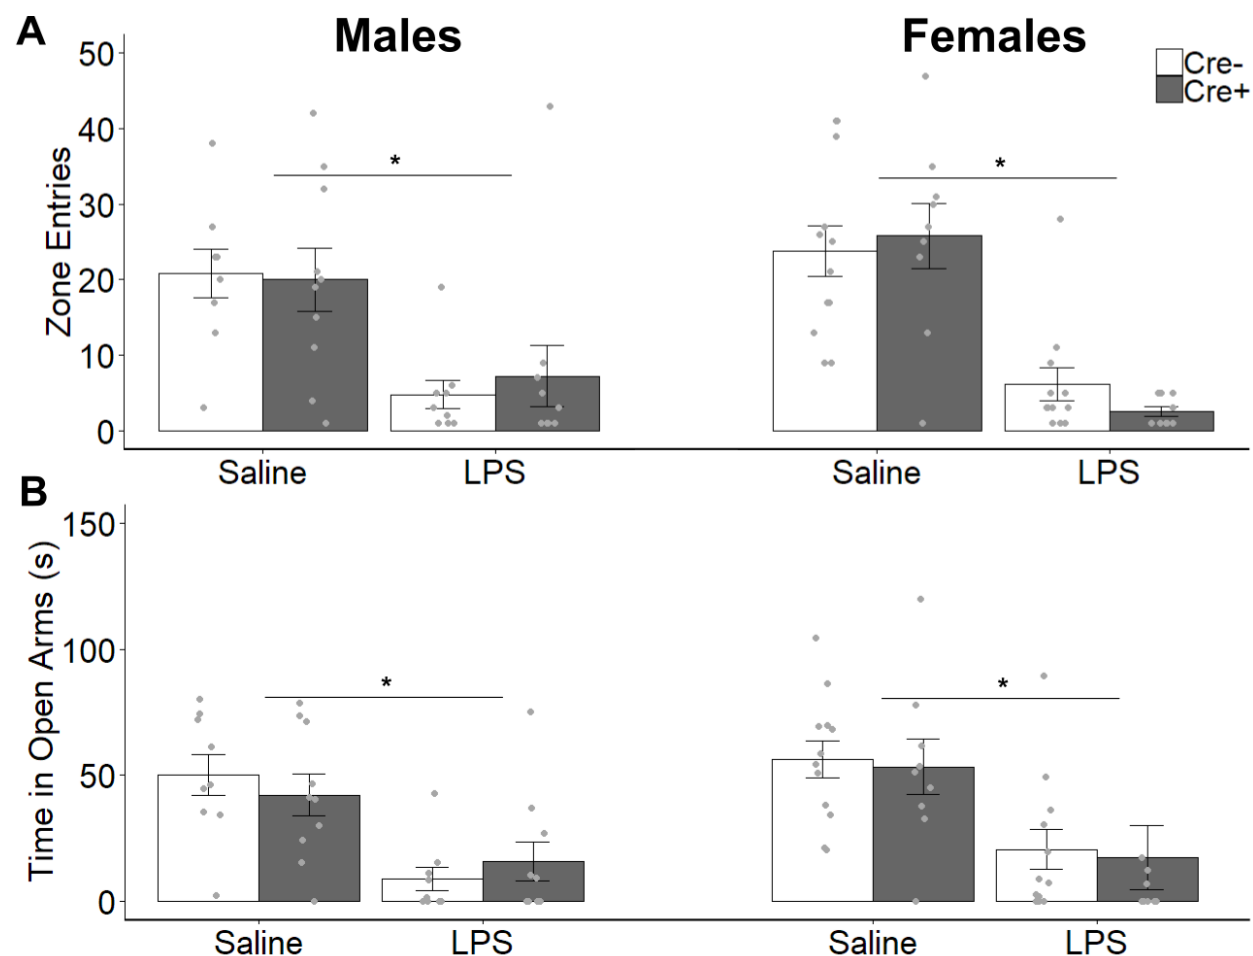 A
Males
Females
Cre-
Cre+
Zone Entries
50
40
30
20
10
0
*
*
Saline
LPS
Saline
LPS
B
Time in Open Arms (s)
150
100
50
0
*
*
Saline
LPS
Saline
LPS